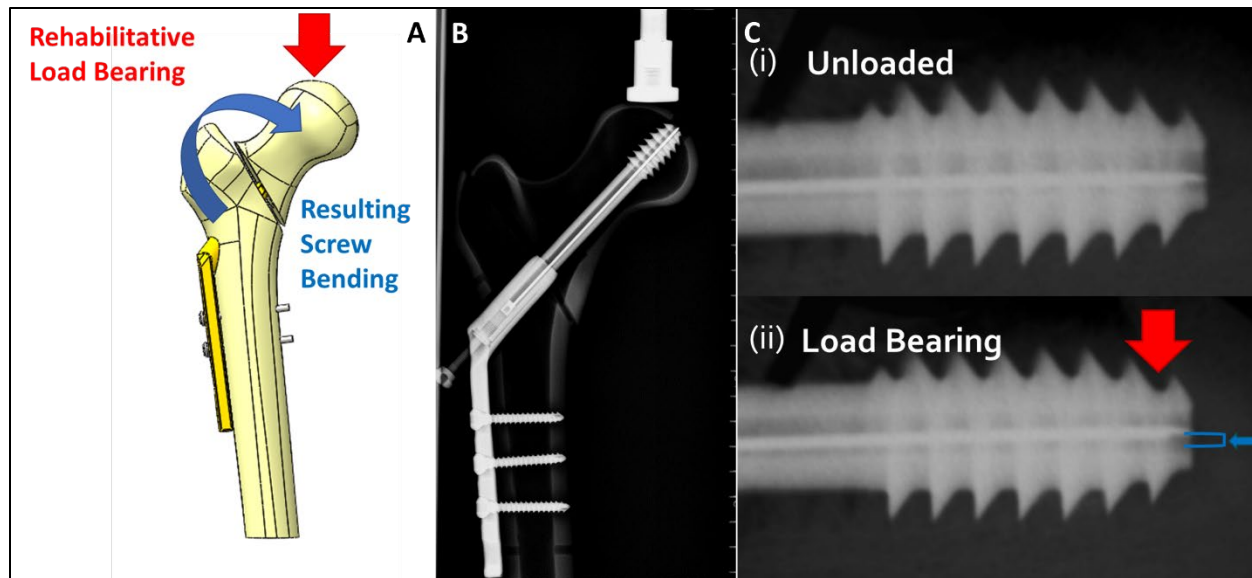 Rehabilitative
Load Bearing
A
Resulting
Screw
Bending
B
C
(i) Unloaded
(ii) Load Bearing